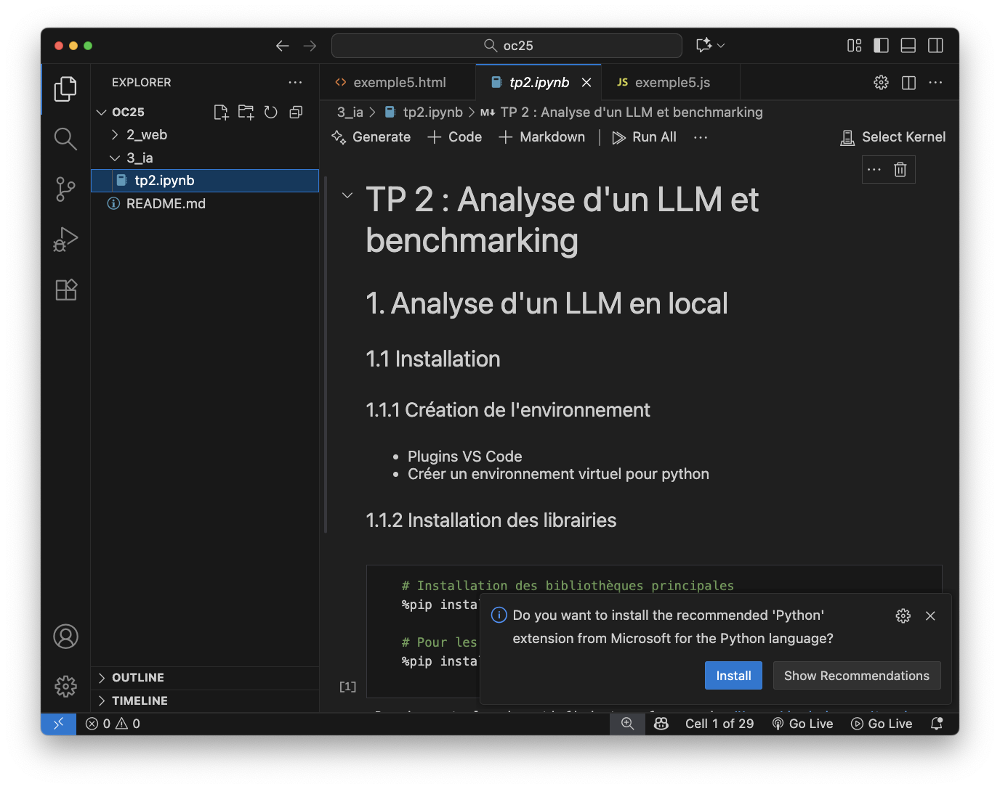 oc25
EXPLORER
OC25
2_web
3_ia
tp2.ipynb
README.md
OUTLINE
TIMELINE
exemple5.html
tp2.ipynb
JS exemple5.js
3_ia > tp2.ipynb > M↓ TP 2 : Analyse d'un LLM et benchmarking
Generate + Code + Markdown | Run All ... Select Kernel
TP 2 : Analyse d'un LLM et
benchmarking
1. Analyse d'un LLM en local
1.1 Installation
1.1.1 Création de l'environnement
• Plugins VS Code
• Créer un environnement virtuel pour python
1.1.2 Installation des librairies
# Installation des bibliothèques principales
%pip insta
# Pour les
%pip insta
[1]
Do you want to install the recommended 'Python'
extension from Microsoft for the Python language?
Install
Show Recommendations
0 0
Cell 1 of 29
Go Live
Go Live